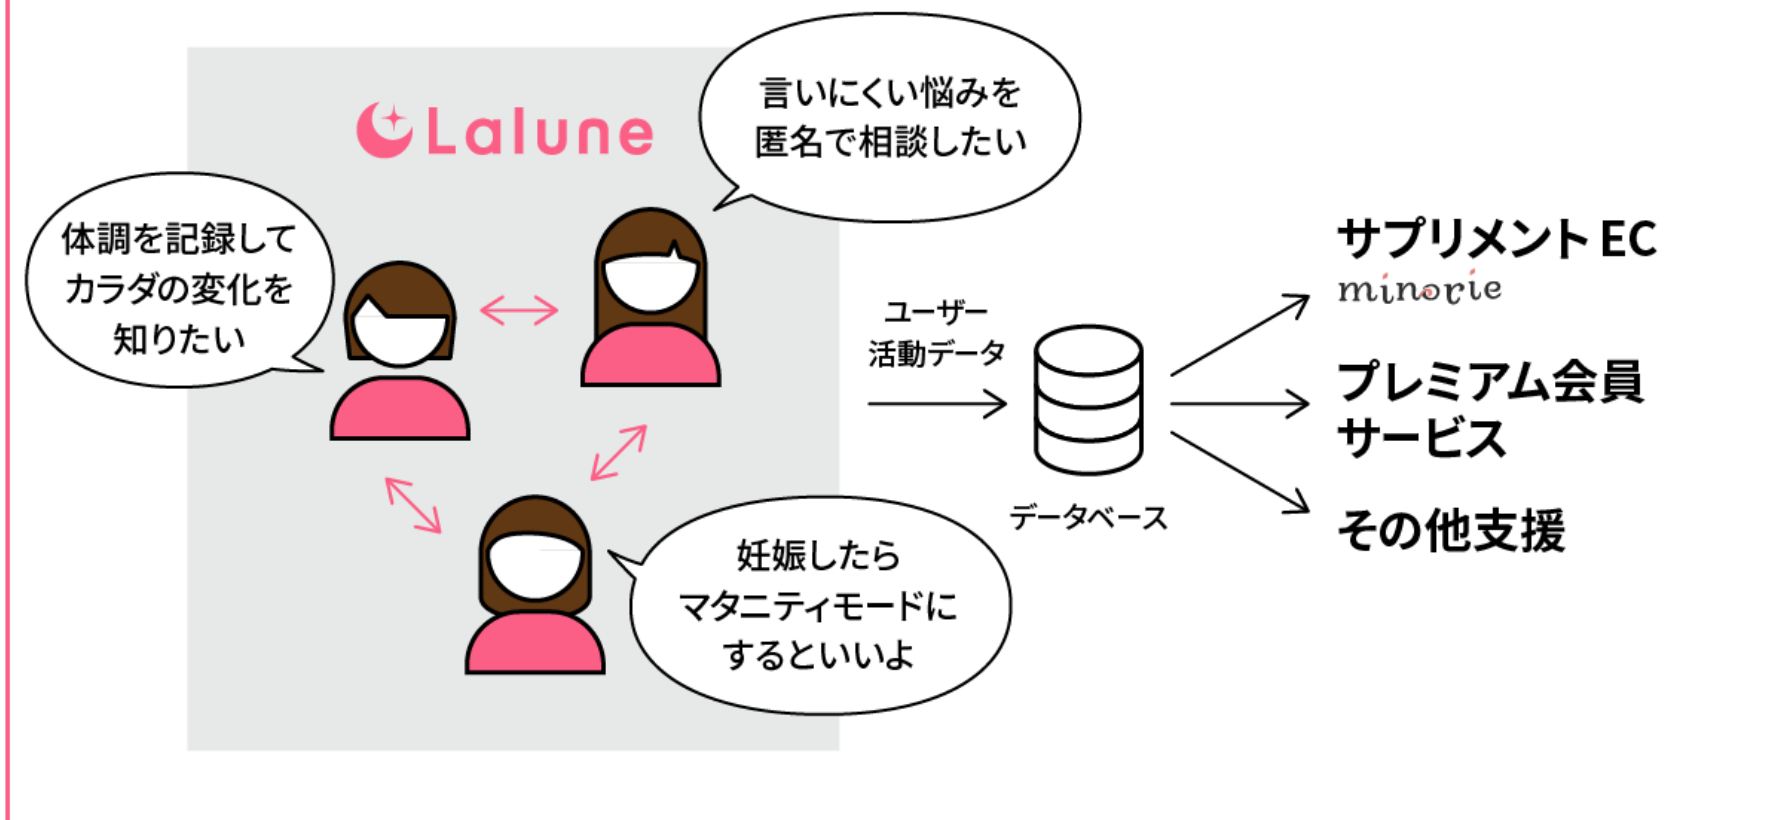 Lalune
言いにくい悩みを
匿名で相談したい
体調を記録して
カラダの変化を
知りたい
妊娠したら
マタニティモードに
するといいよ
ユーザー
活動データ
データベース
サプリメント EC
minorie
プレミアム会員
サービス
その他支援